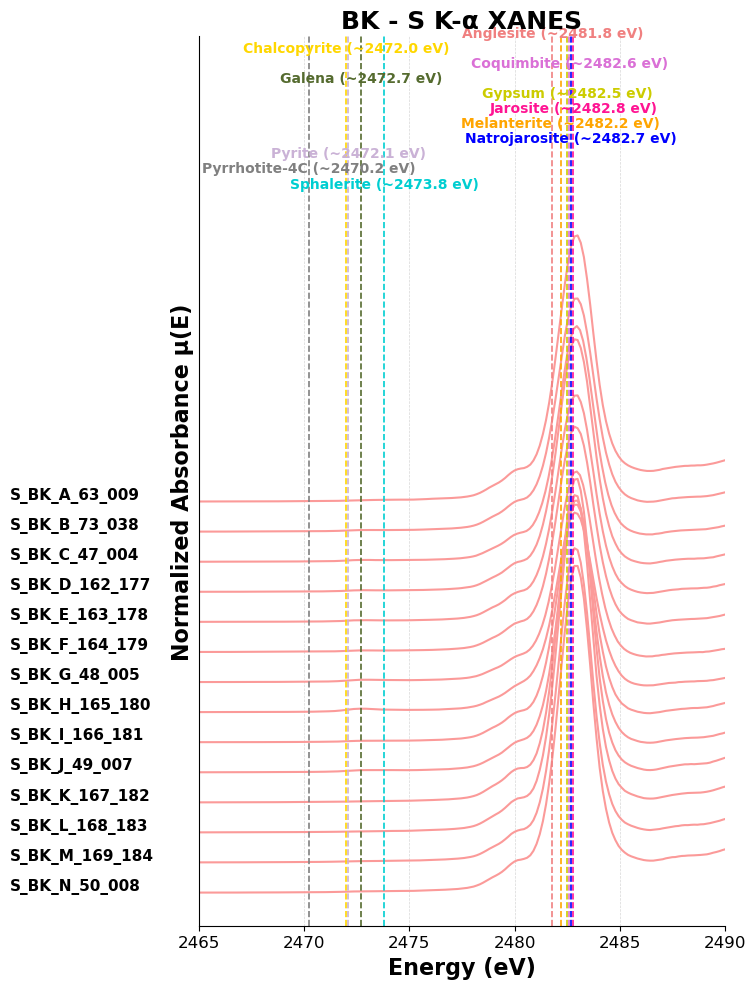 BK - S K-α XANES
Anglesite (~2481.8 eV)
Chalcopyrite (~2472.0 eV)
Coquimbite (~2482.6 eV)
Galena (~2472.7 eV)
Gypsum (~2482.5 eV)
Jarosite (~2482.8 eV)
Melanterite (~2482.2 eV)
Natrojarosite (~2482.7 eV)
Pyrite (~2472.1 eV)
Pyrrhotite-4C (~2470.2 eV)
Sphalerite (~2473.8 eV)
Normalized Absorbance μ(E)
S_BK_A_63_009
S_BK_B_73_038
S_BK_C_47_004
S_BK_D_162_177
S_BK_E_163_178
S_BK_F_164_179
S_BK_G_48_005
S_BK_H_165_180
S_BK_I_166_181
S_BK_J_49_007
S_BK_K_167_182
S_BK_L_168_183
S_BK_M_169_184
S_BK_N_50_008
2465 2470 2475 2480 2485 2490
Energy (eV)